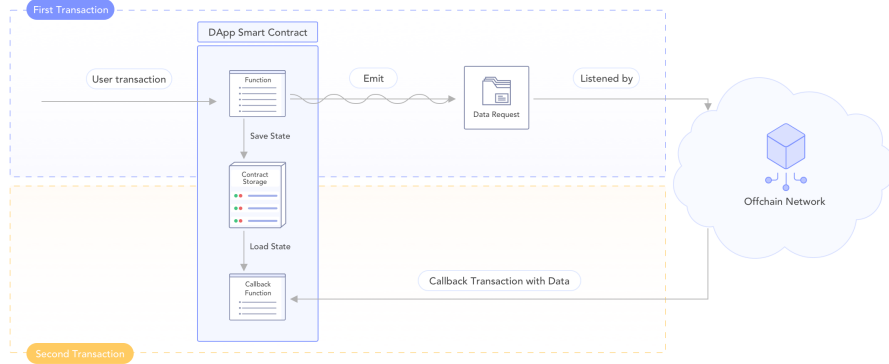 First Transaction
DApp Smart Contract
User transaction
Function
Emit
Data Request
Listened by
Save State
Contract
Storage
Offchain Network
Load State
Callback
Function
Callback Transaction with Data
Second Transaction